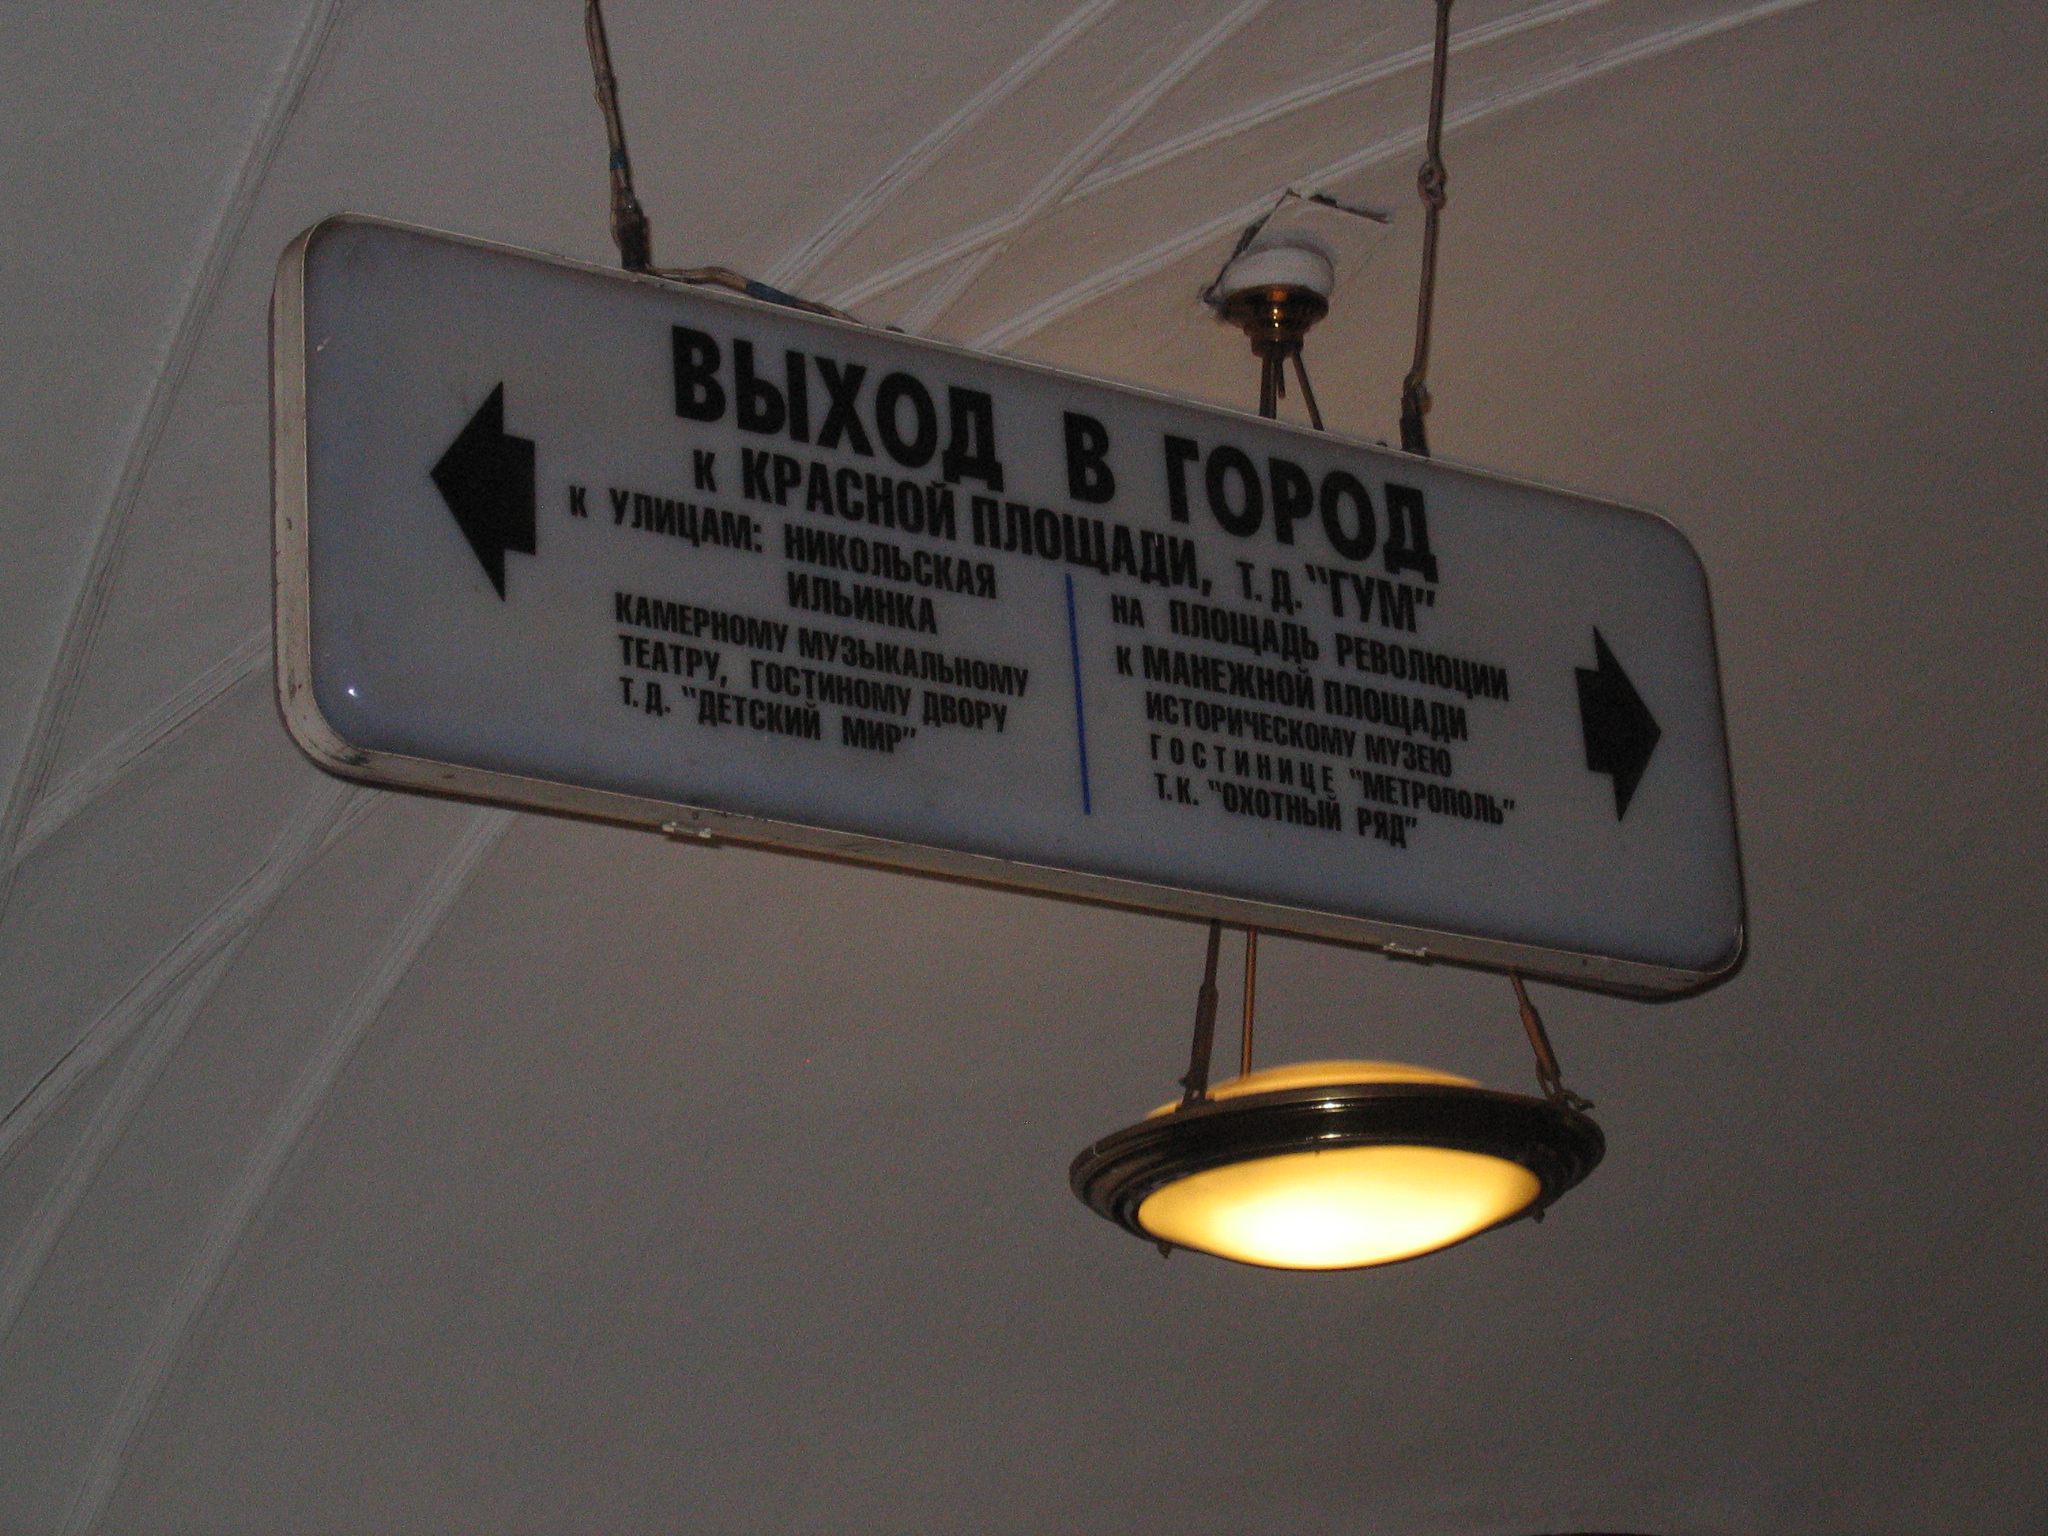 ВЫХОД В ГОРОД
К КРАСНОЙ ПЛОЩАДИ, Т.Д. "ГУМ"
К УЛИЦАМ: НИКОЛЬСКАЯ
ИЛЬИНКА
КАМЕРНОМУ МУЗЫКАЛЬНОМУ
ТЕАТРУ, ГОСТИНОМУ ДВОРУ
Т.Д. "ДЕТСКИЙ МИР"
НА ПЛОЩАДЬ РЕВОЛЮЦИИ
К МАНЕЖНОЙ ПЛОЩАДИ
ИСТОРИЧЕСКОМУ МУЗЕЮ
ГОСТИНИЦЕ "МЕТРОПОЛЬ"
Т.К. "ОХОТНЫЙ РЯД"